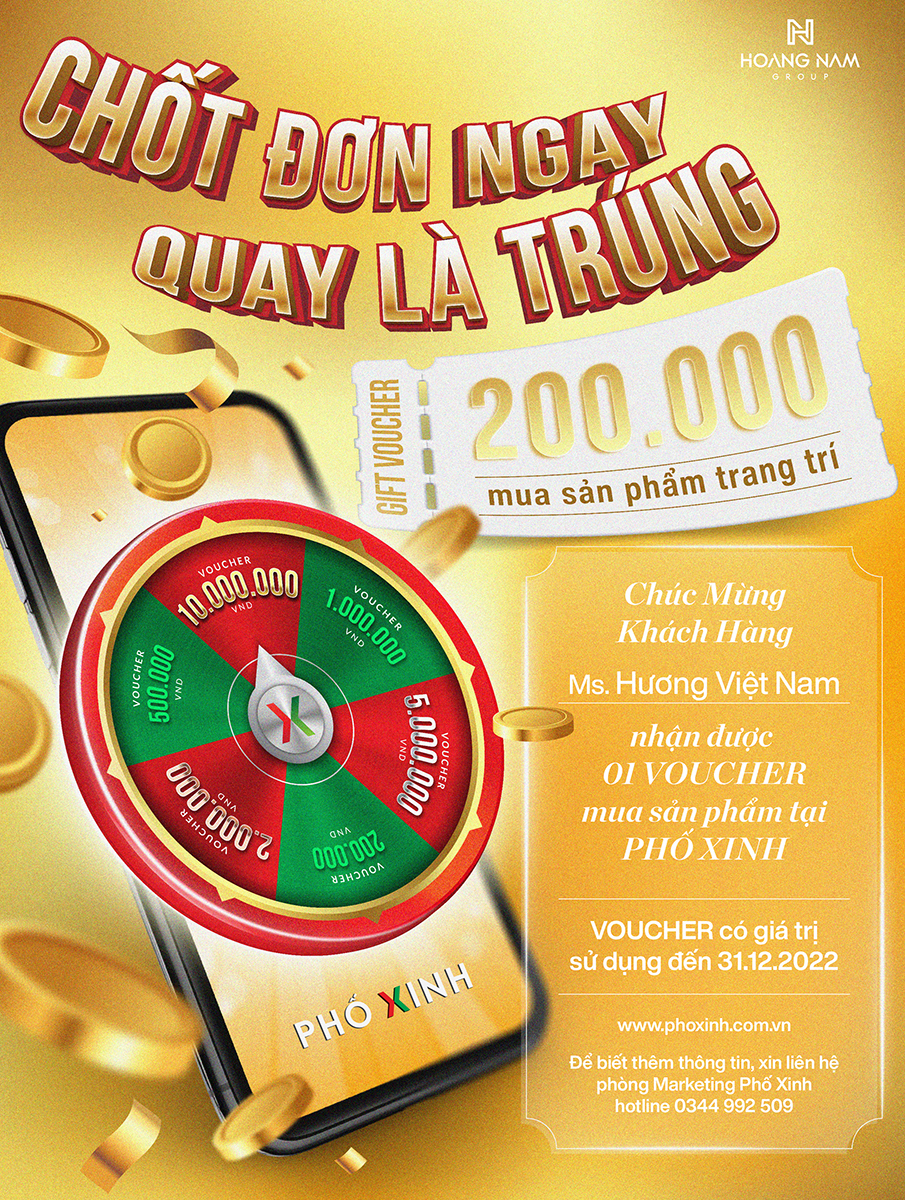 HOANG NAM
GROUP
CHỐT ĐƠN NGAY
QUAY LÀ TRÚNG
GIFT VOUCHER
200.000
mua sản phẩm trang trí
VOUCHER
10.000.000
VND
VOUCHER
1.000.000
VND
VOUCHER
5.000.000
VND
VOUCHER
200.000
VND
VOUCHER
2.000.000
VND
VOUCHER
500.000
VND
PHỐ XINH
Chúc Mừng
Khách Hàng
Ms. Hương Việt Nam
nhận được
01 VOUCHER
mua sản phẩm tại
PHỐ XINH
VOUCHER có giá trị
sử dụng đến 31.12.2022
www.phoxinh.com.vn
Để biết thêm thông tin, xin liên hệ
phòng Marketing Phố Xinh
hotline 0344 992 509